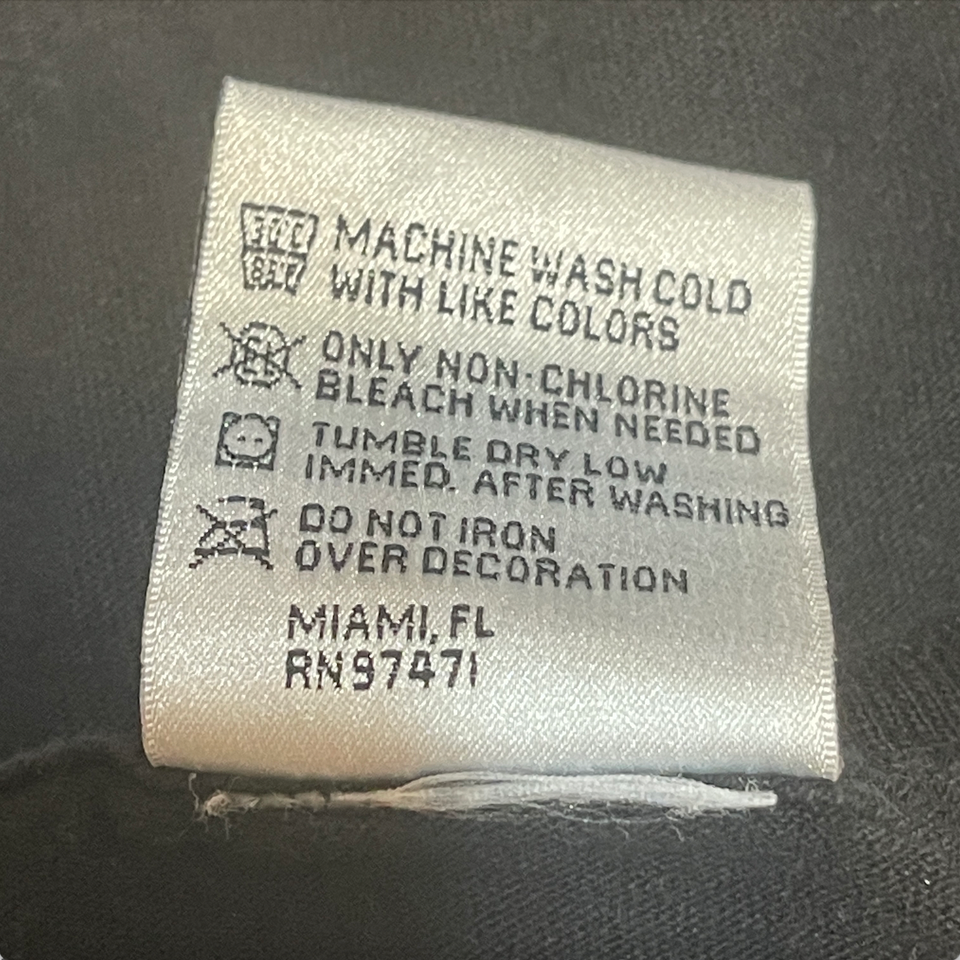 MACHINE WASH COLD
WITH LIKE COLORS
ONLY NON-CHLORINE
BLEACH WHEN NEEDED
TUMBLE DRY LOW
IMMED. AFTER WASHING
DO NOT IRON
OVER DECORATION
MIAMI, FL
RN97471